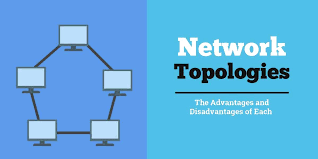 Network
Topologies
The Advantages and
Disadvantages of Each